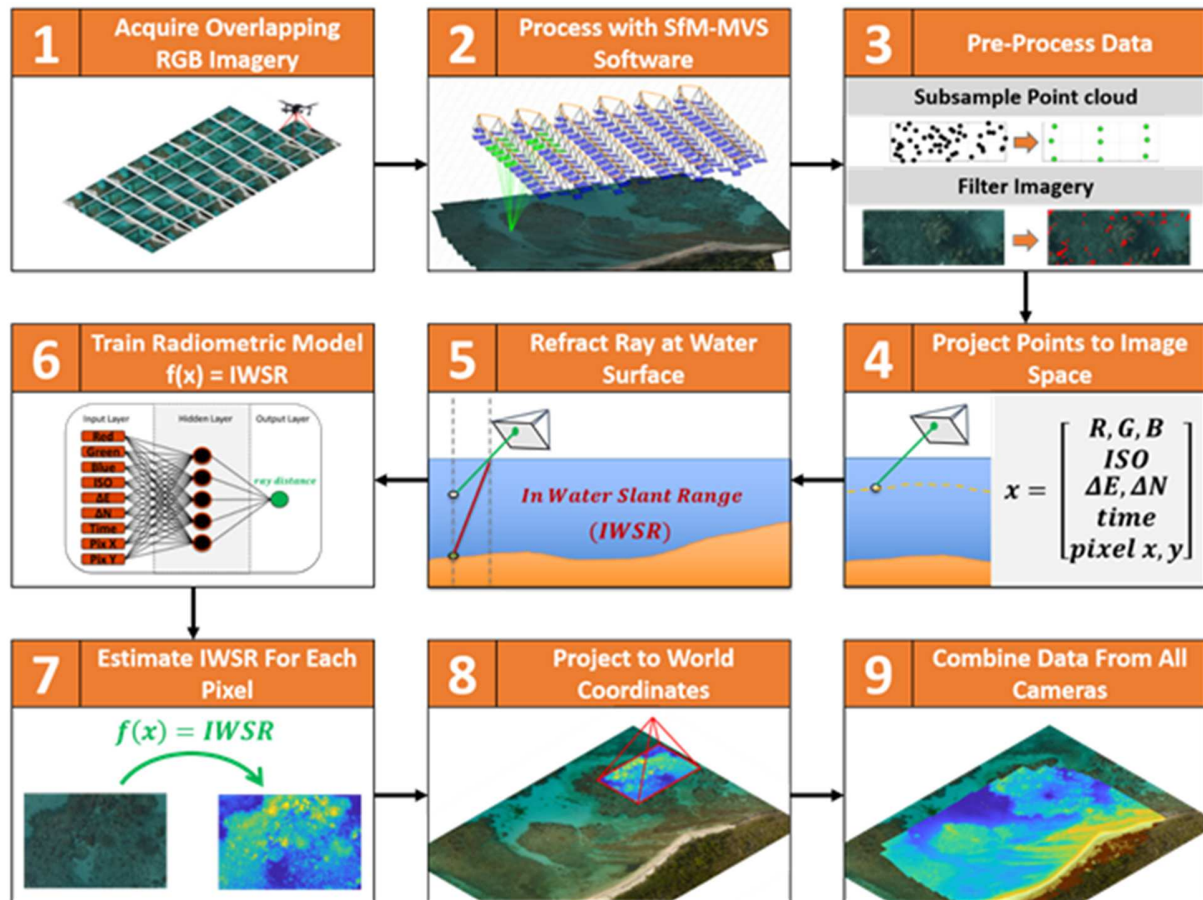 1
Acquire Overlapping
RGB Imagery
2
Process with SfM-MVS
Software
3
Pre-Process Data
Subsample Point cloud
Filter Imagery
6
Train Radiometric Model
f(x) = IWSR
Input Layer
Hidden Layer
Output Layer
Red
Green
Blue
ISO
ΔE
ΔN
Time
Pix X
Pix Y
ray distance
5
Refract Ray at Water
Surface
In Water Slant Range
(IWSR)
4
Project Points to Image
Space
x =
R, G, B
ISO
ΔE, ΔN
time
pixel x, y
7
Estimate IWSR For Each
Pixel
f(x) = IWSR
8
Project to World
Coordinates
9
Combine Data From All
Cameras